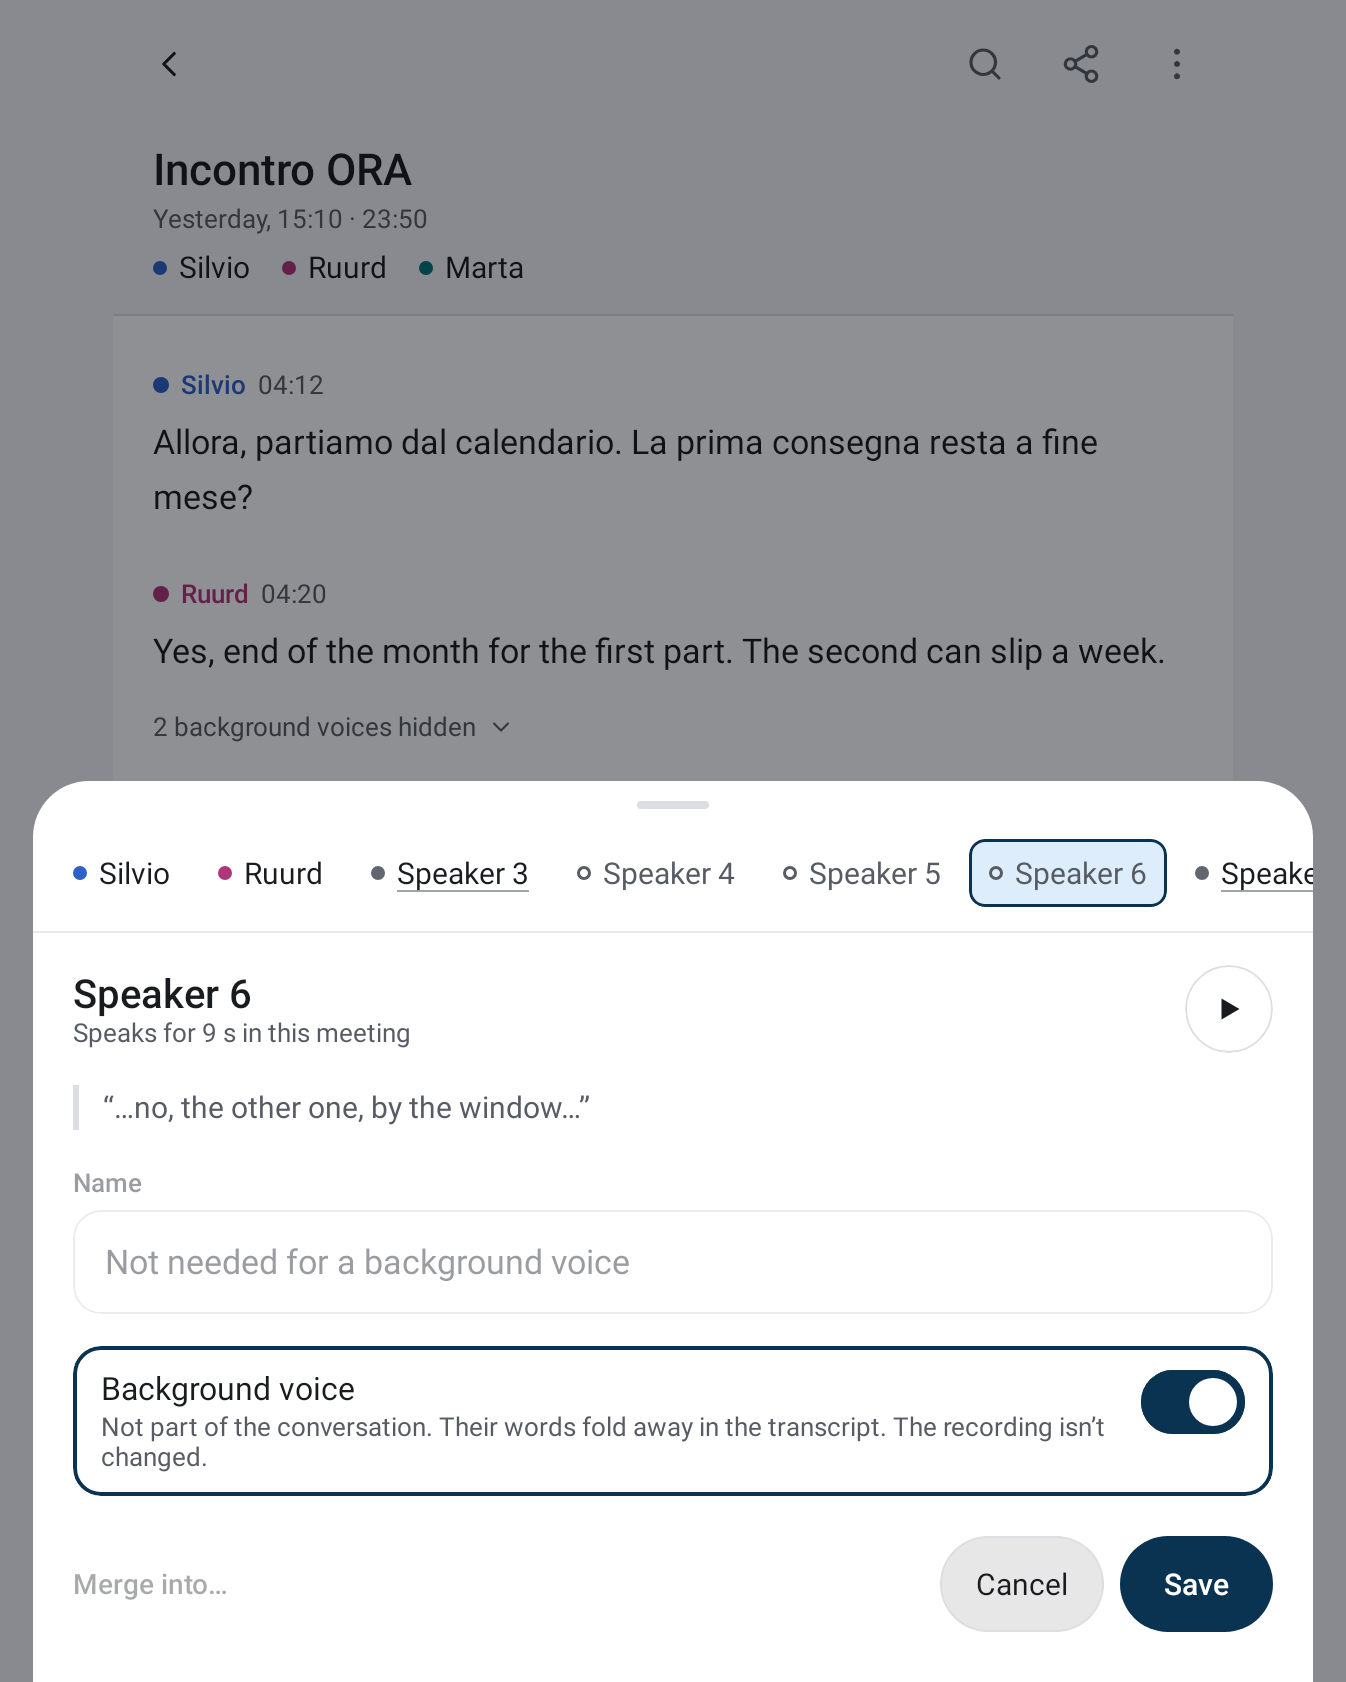 Incontro ORA
Yesterday, 15:10 · 23:50
Silvio Ruurd Marta
Silvio 04:12
Allora, partiamo dal calendario. La prima consegna resta a fine
mese?
Ruurd 04:20
Yes, end of the month for the first part. The second can slip a week.
2 background voices hidden
Silvio Ruurd Speaker 3 Speaker 4 Speaker 5 Speaker 6 Speake
Speaker 6
Speaks for 9 s in this meeting
“…no, the other one, by the window…”
Name
Not needed for a background voice
Background voice
Not part of the conversation. Their words fold away in the transcript. The recording isn’t
changed.
Merge into… Cancel Save